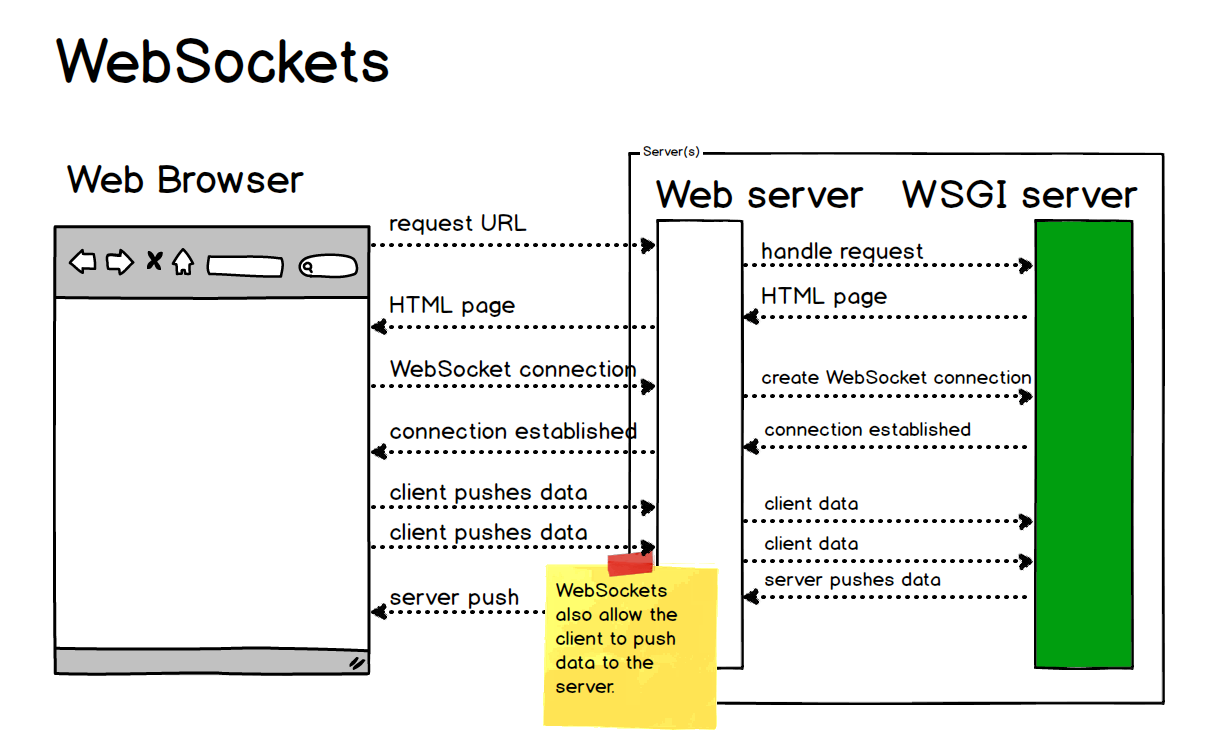 WebSockets
Server(s)
Web Browser
Web server
WSGI server
request URL
handle request
HTML page
HTML page
WebSocket connection
create WebSocket connection
connection established
connection established
client pushes data
client data
client pushes data
client data
server push
server pushes data
WebSockets
also allow the
client to push
data to the
server.